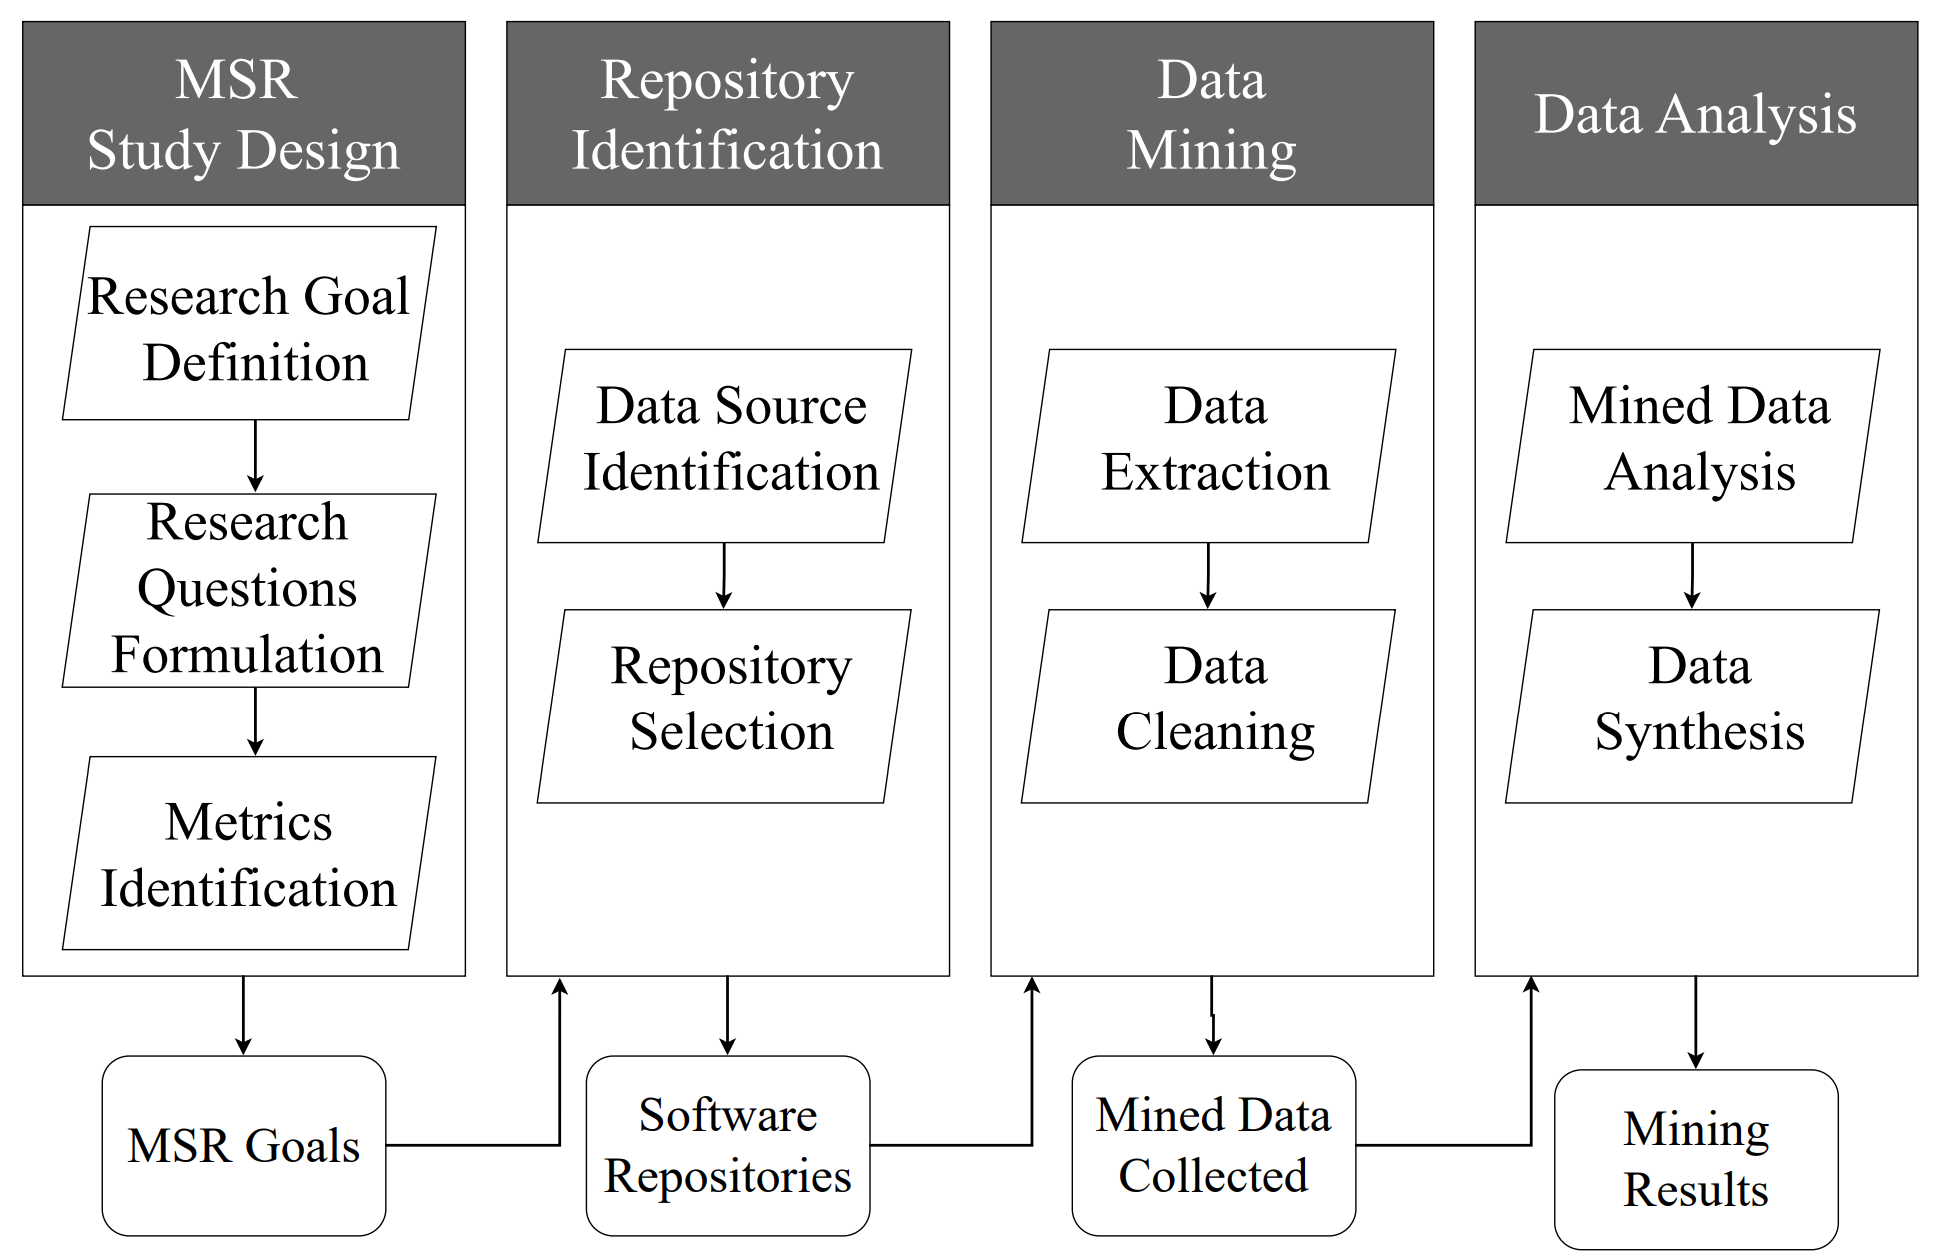 MSR
Study Design
Research Goal
Definition
Research
Questions
Formulation
Metrics
Identification
MSR Goals
Repository
Identification
Data Source
Identification
Repository
Selection
Software
Repositories
Data
Mining
Data
Extraction
Data
Cleaning
Mined Data
Collected
Data Analysis
Mined Data
Analysis
Data
Synthesis
Mining
Results